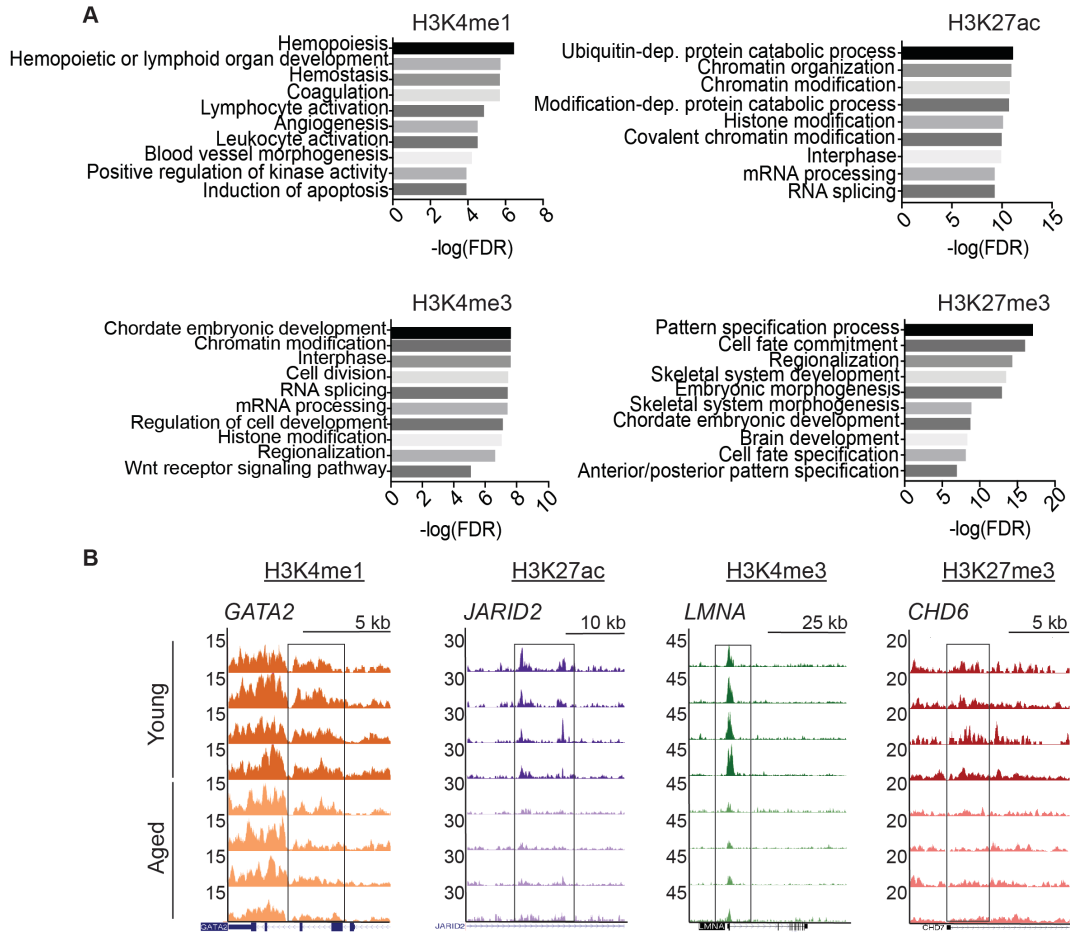 A
H3K4me1
Hemopoiesis
Hemopoietic or lymphoid organ development
Hemostasis
Coagulation
Lymphocyte activation
Angiogenesis
Leukocyte activation
Blood vessel morphogenesis
Positive regulation of kinase activity
Induction of apoptosis
0 2 4 6 8
-log(FDR)
H3K27ac
Ubiquitin-dep. protein catabolic process
Chromatin organization
Chromatin modification
Modification-dep. protein catabolic process
Histone modification
Covalent chromatin modification
Interphase
mRNA processing
RNA splicing
0 5 10 15
-log(FDR)
H3K4me3
Chordate embryonic development
Chromatin modification
Interphase
Cell division
RNA splicing
mRNA processing
Regulation of cell development
Histone modification
Regionalization
Wnt receptor signaling pathway
0 2 4 6 8 10
-log(FDR)
H3K27me3
Pattern specification process
Cell fate commitment
Regionalization
Skeletal system development
Embryonic morphogenesis
Skeletal system morphogenesis
Chordate embryonic development
Brain development
Cell fate specification
Anterior/posterior pattern specification
0 5 10 15 20
-log(FDR)
B
H3K4me1 H3K27ac H3K4me3 H3K27me3
GATA2 JARID2 LMNA CHD6
5 kb 10 kb 25 kb 5 kb
Young
Aged
15 30 45 20
15 30 45 20
15 30 45 20
15 30 45 20
15 30 45 20
15 30 45 20
15 30 45 20
15 30 45 20
GATA2 JARID2 LMNA CHD7